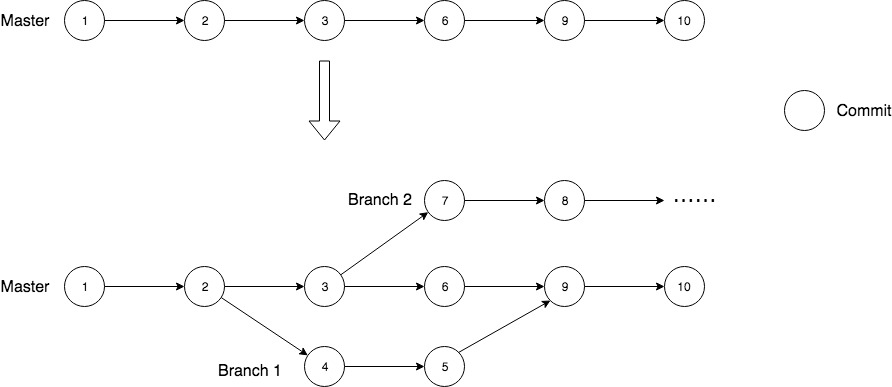 Master 1 2 3 6 9 10
Commit
Branch 2 7 8 ......
Master 1 2 3 6 9 10
Branch 1 4 5